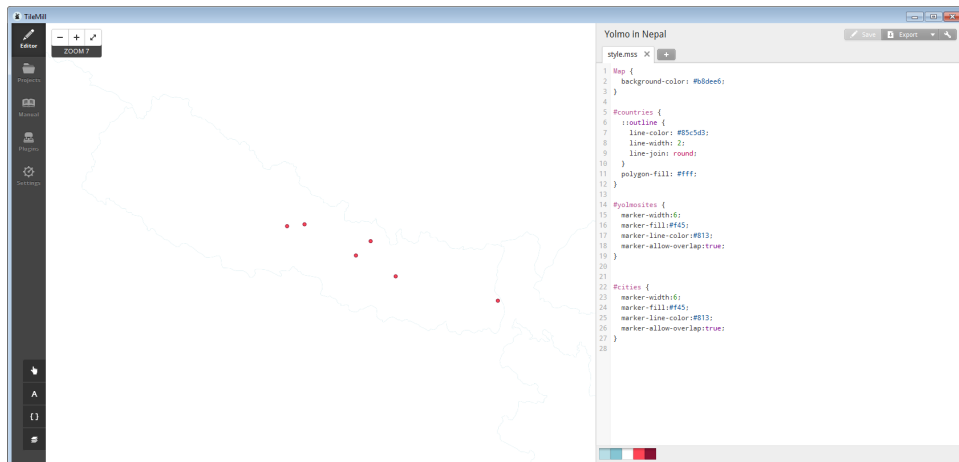 TileMill
Editor
Projects
Manual
Plugins
Settings
ZOOM 7
A
{ }
Yolmo in Nepal
Save
Export
style.mss
1 Map {
2 background-color: #b8dee6;
3 }
4
5 #countries {
6 ::outline {
7 line-color: #85c5d3;
8 line-width: 2;
9 line-join: round;
10 }
11 polygon-fill: #fff;
12 }
13
14 #yolmosites {
15 marker-width:6;
16 marker-fill:#f45;
17 marker-line-color:#813;
18 marker-allow-overlap:true;
19 }
20
21
22 #cities {
23 marker-width:6;
24 marker-fill:#f45;
25 marker-line-color:#813;
26 marker-allow-overlap:true;
27 }
28